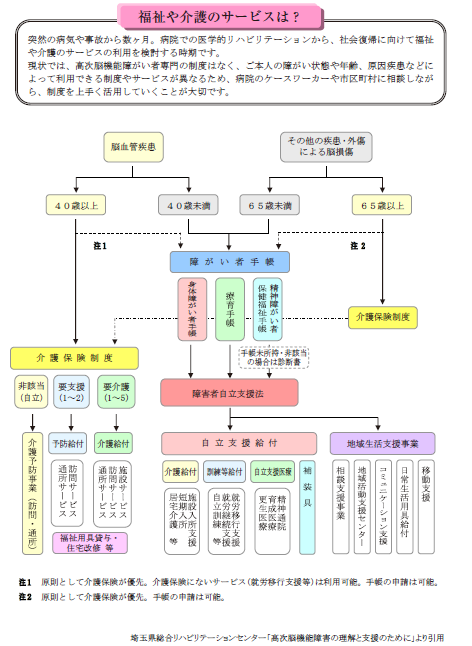 福祉や介護のサービスは？
突然の病気や事故から数ヶ月。病院での医学的リハビリテーションから、社会復帰に向けて福祉
や介護のサービスの利用を検討する時期です。
現状では、高次脳機能障がい者専門の制度はなく、ご本人の障がい状態や年齢、原因疾患などに
よって利用できる制度やサービスが異なるため、病院のケースワーカーや市区町村に相談しなが
ら、制度を上手く活用していくことが大切です。
脳血管疾患
その他の疾患・外傷
による脳損傷
４０歳以上
４０歳未満
６５歳未満
６５歳以上
注1
注2
障がい者手帳
身体障がい者手帳
療育手帳
精神障がい者
保健福祉手帳
介護保険制度
手帳未所持・非該当
の場合は診断書
介護保険制度
非該当
(自立)
要支援
(1～2)
要介護
(1～5)
障害者自立支援法
介護予防事業（訪問・通所）
予防給付
介護給付
訪問サービス
通所サービス
施設サービス
訪問サービス
通所サービス
福祉用具貸与・
住宅改修 等
自立支援給付
地域生活支援事業
介護給付
訓練等給付
自立支援医療
補装具
施設入所支援
短期入所
居宅介護 等
就労移行支援
就労継続支援
自立訓練 等
精神通院
育成医療
更生医療
相談支援事業
地域活動支援センター
コミュニケーション支援
日常生活用具給付
移動支援
注1 原則として介護保険が優先。介護保険にないサービス(就労移行支援等)は利用可能。手帳の申請は可能。
注2 原則として介護保険が優先。手帳の申請は可能。
埼玉県総合リハビリテーションセンター「高次脳機能障害の理解と支援のために」より引用